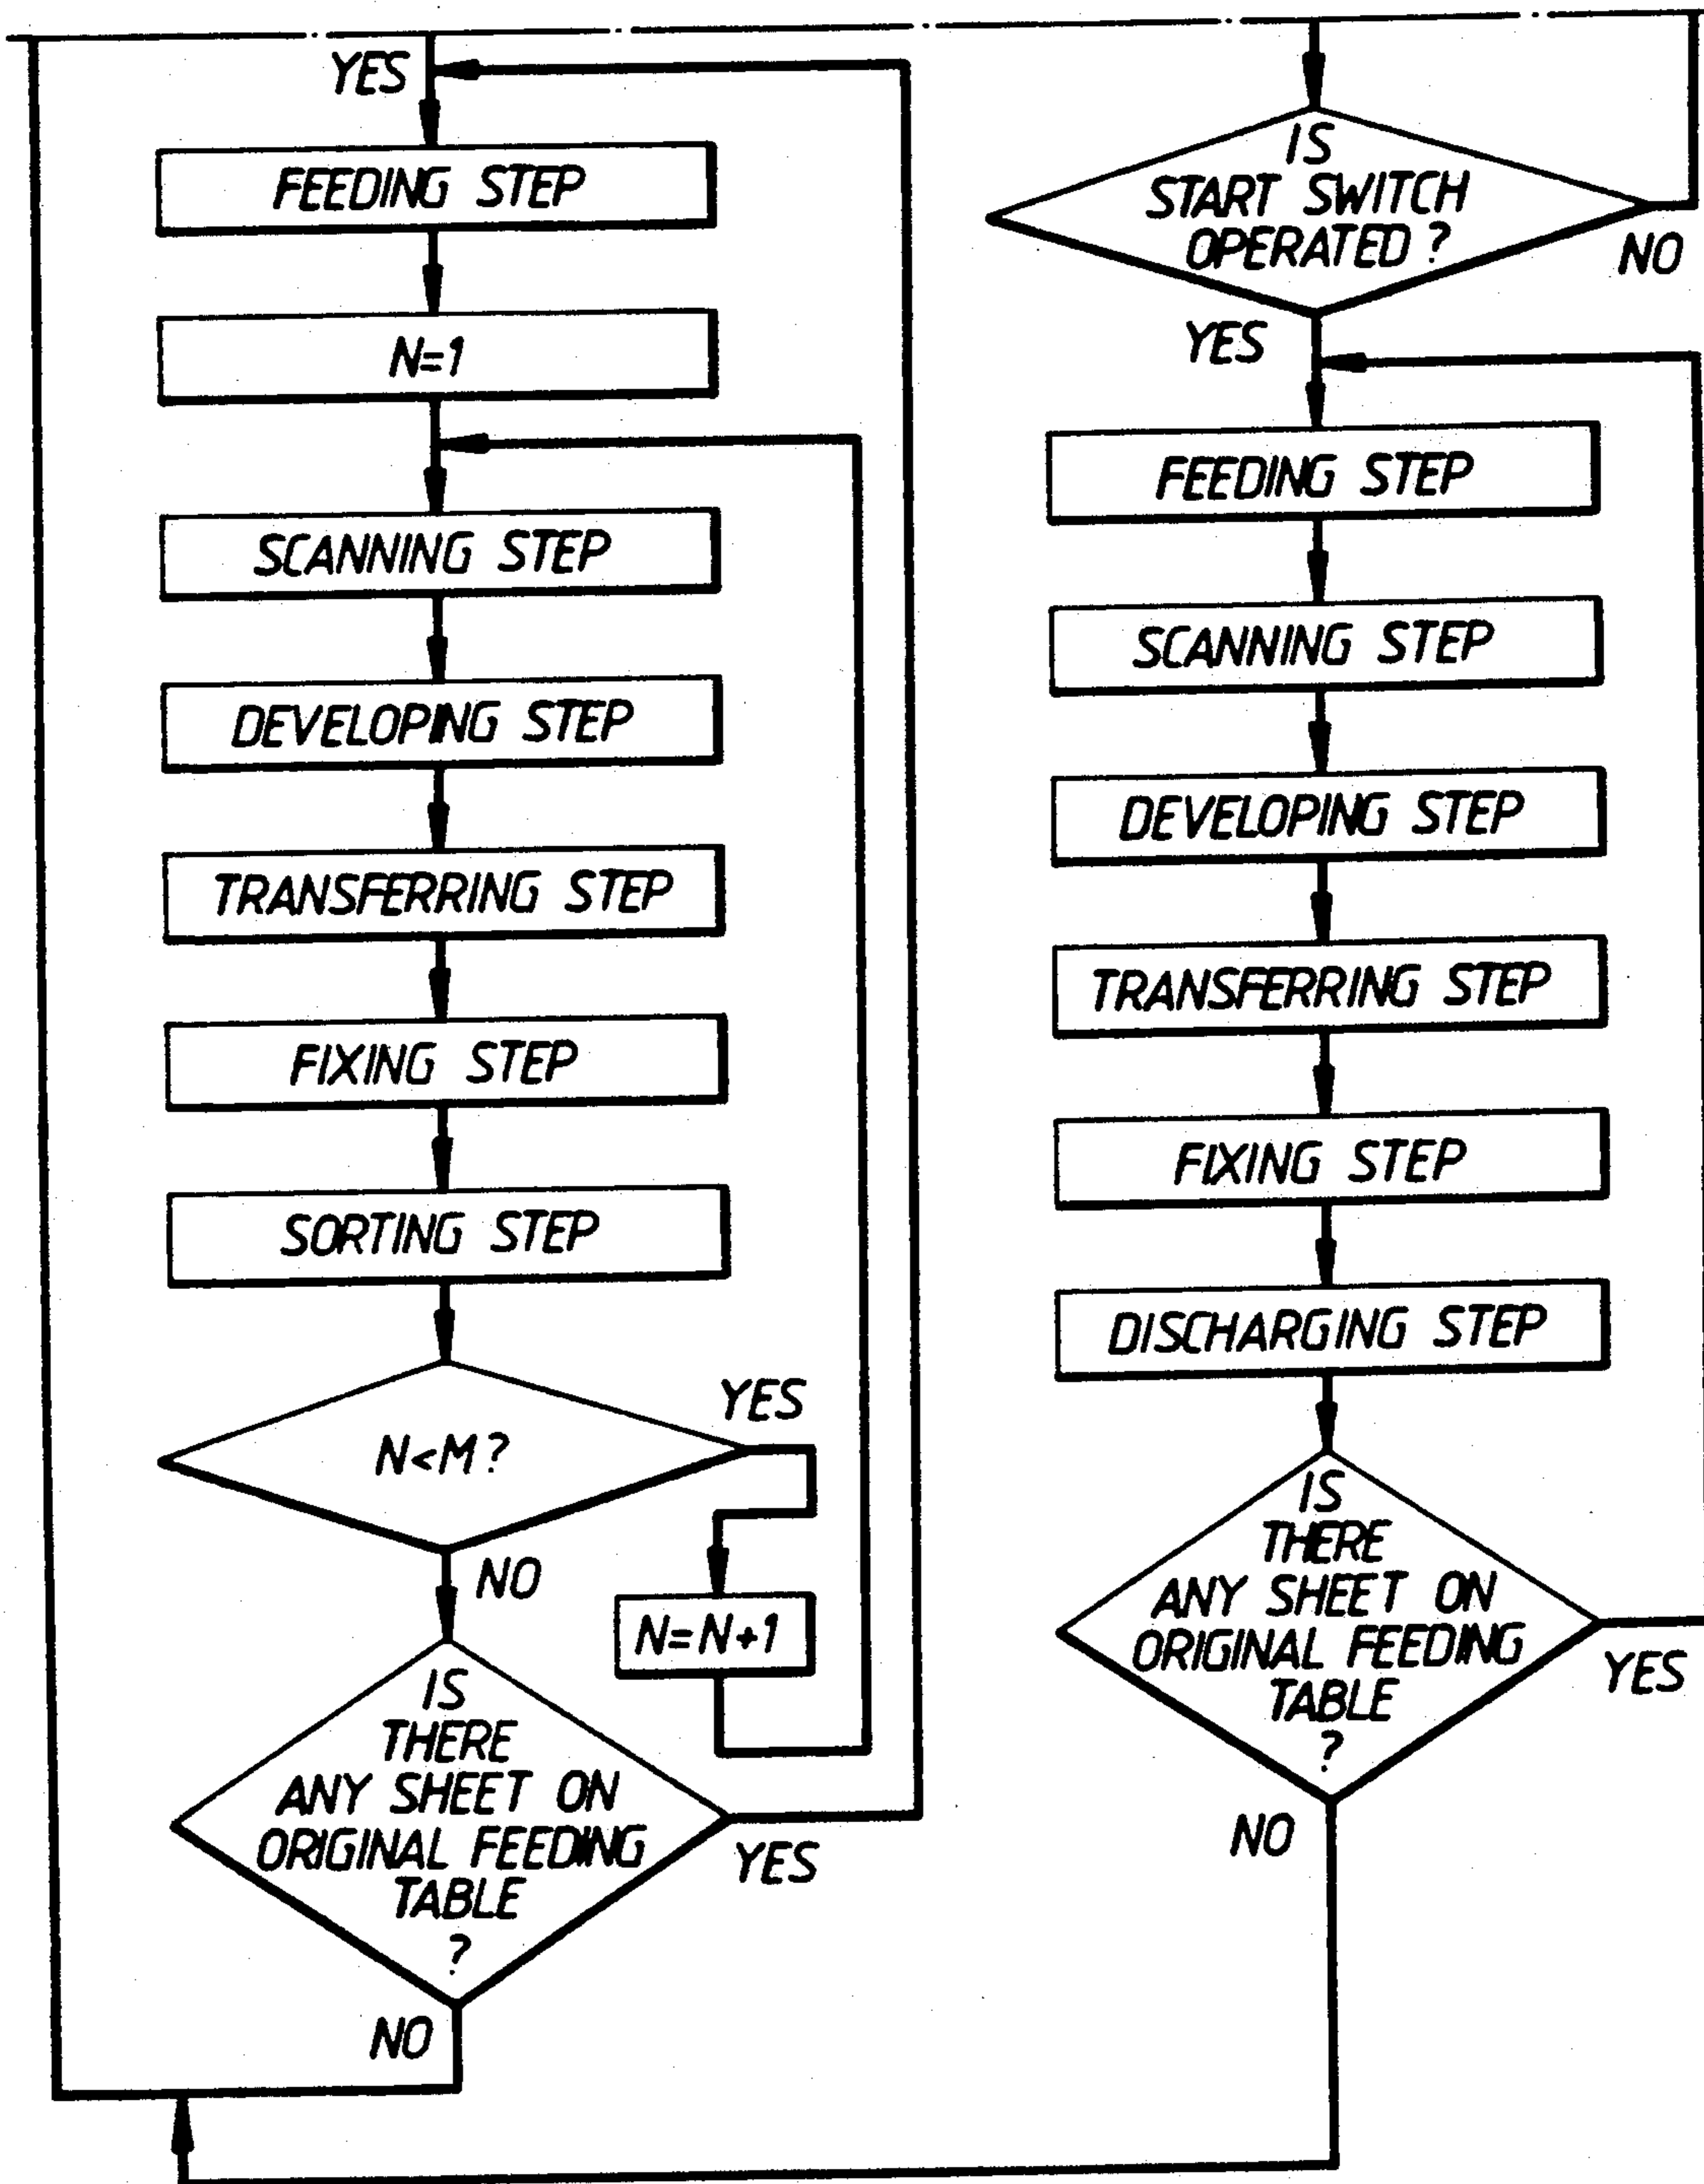 YES
FEEDING STEP
N=1
SCANNING STEP
DEVELOPING STEP
TRANSFERRING STEP
FIXING STEP
SORTING STEP
N<M?
YES
NO
N=N+1
IS
THERE
ANY SHEET ON
ORIGINAL FEEDING
TABLE
?
YES
NO
IS
START SWITCH
OPERATED?
NO
YES
FEEDING STEP
SCANNING STEP
DEVELOPING STEP
TRANSFERRING STEP
FIXING STEP
DISCHARGING STEP
IS
THERE
ANY SHEET ON
ORIGINAL FEEDING
TABLE
?
YES
NO